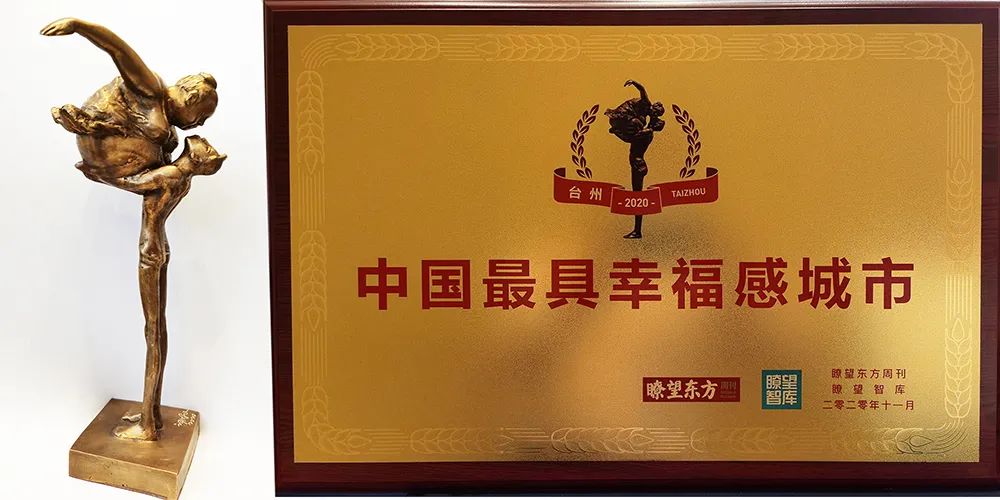 台州
- 2020 -
TAIZHOU
中国最具幸福感城市
瞭望东方
周刊
瞭望
智库
瞭望东方周刊
瞭望智库
二零二零年十一月